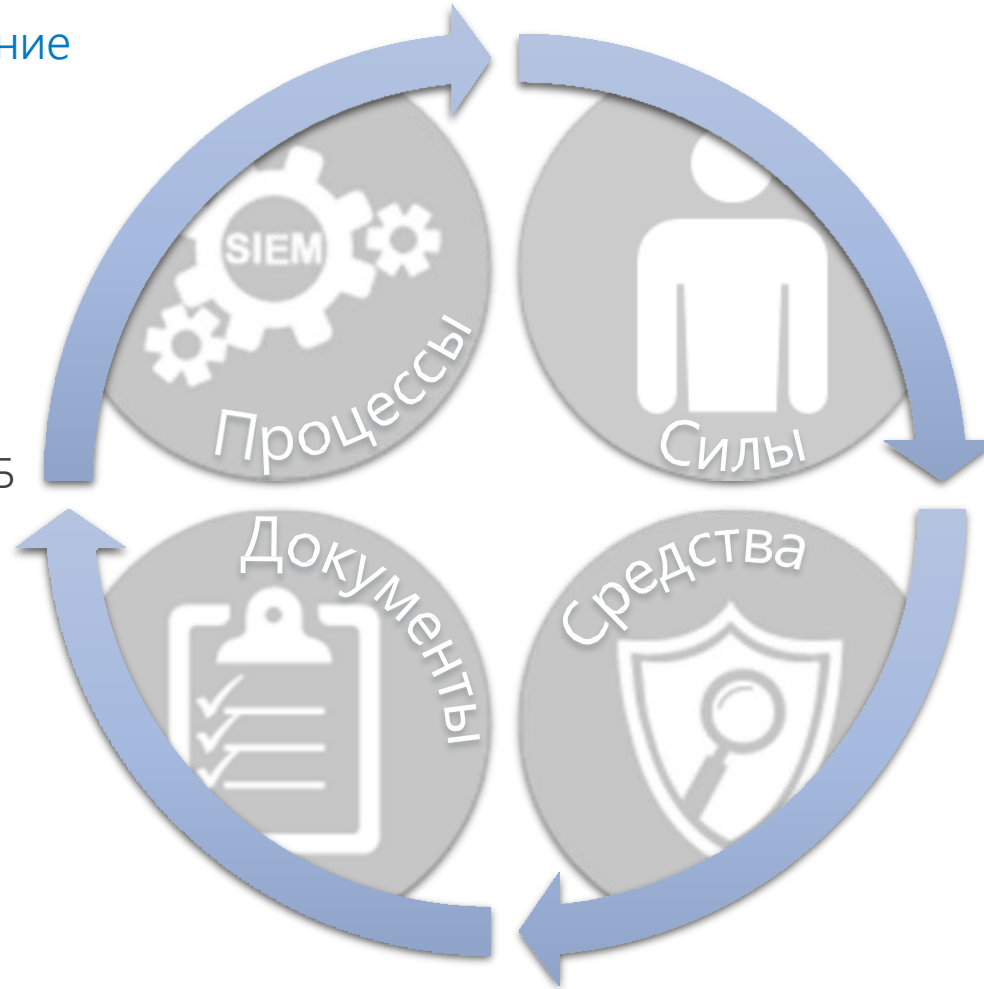 ние
SIEM
Процессы
Силы
Б
Документы
Средства